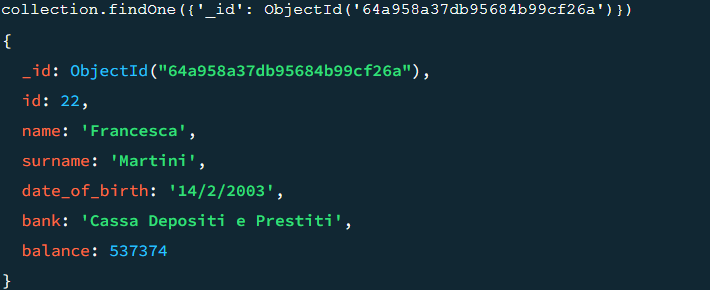 collection.findOne({'_id': ObjectId('64a958a37db95684b99cf26a')})
{
_id: ObjectId("64a958a37db95684b99cf26a"),
id: 22,
name: 'Francesca',
surname: 'Martini',
date_of_birth: '14/2/2003',
bank: 'Cassa Depositi e Prestiti',
balance: 537374
}